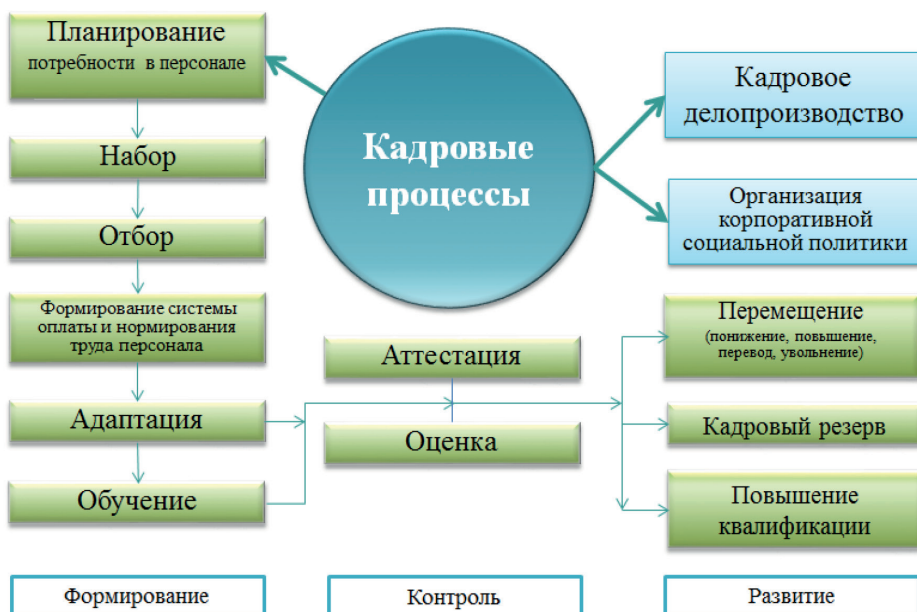 Планирование
потребности в персонале
Набор
Отбор
Формирование системы
оплаты и нормирования
труда персонала
Адаптация
Обучение
Формирование
Кадровые
процессы
Аттестация
Оценка
Контроль
Кадровое
делопроизводство
Организация
корпоративной
социальной политики
Перемещение
(понижение, повышение,
перевод, увольнение)
Кадровый резерв
Повышение
квалификации
Развитие